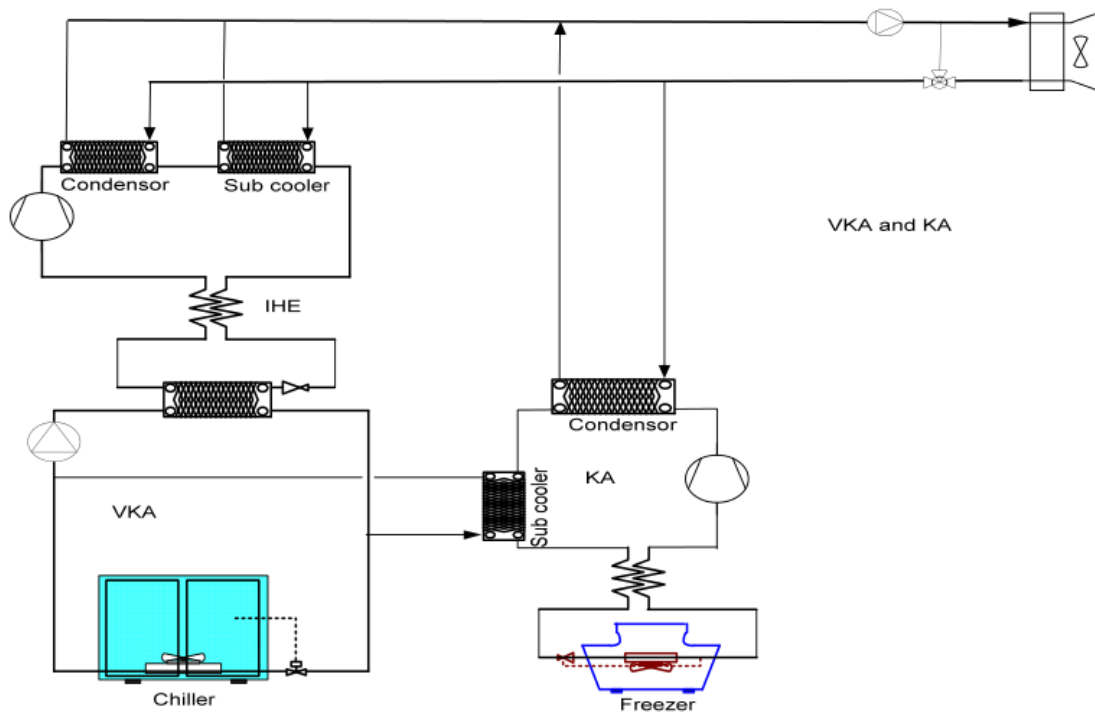 Condensor
Sub cooler
VKA and KA
IHE
Condensor
Sub cooler
KA
VKA
Chiller
Freezer